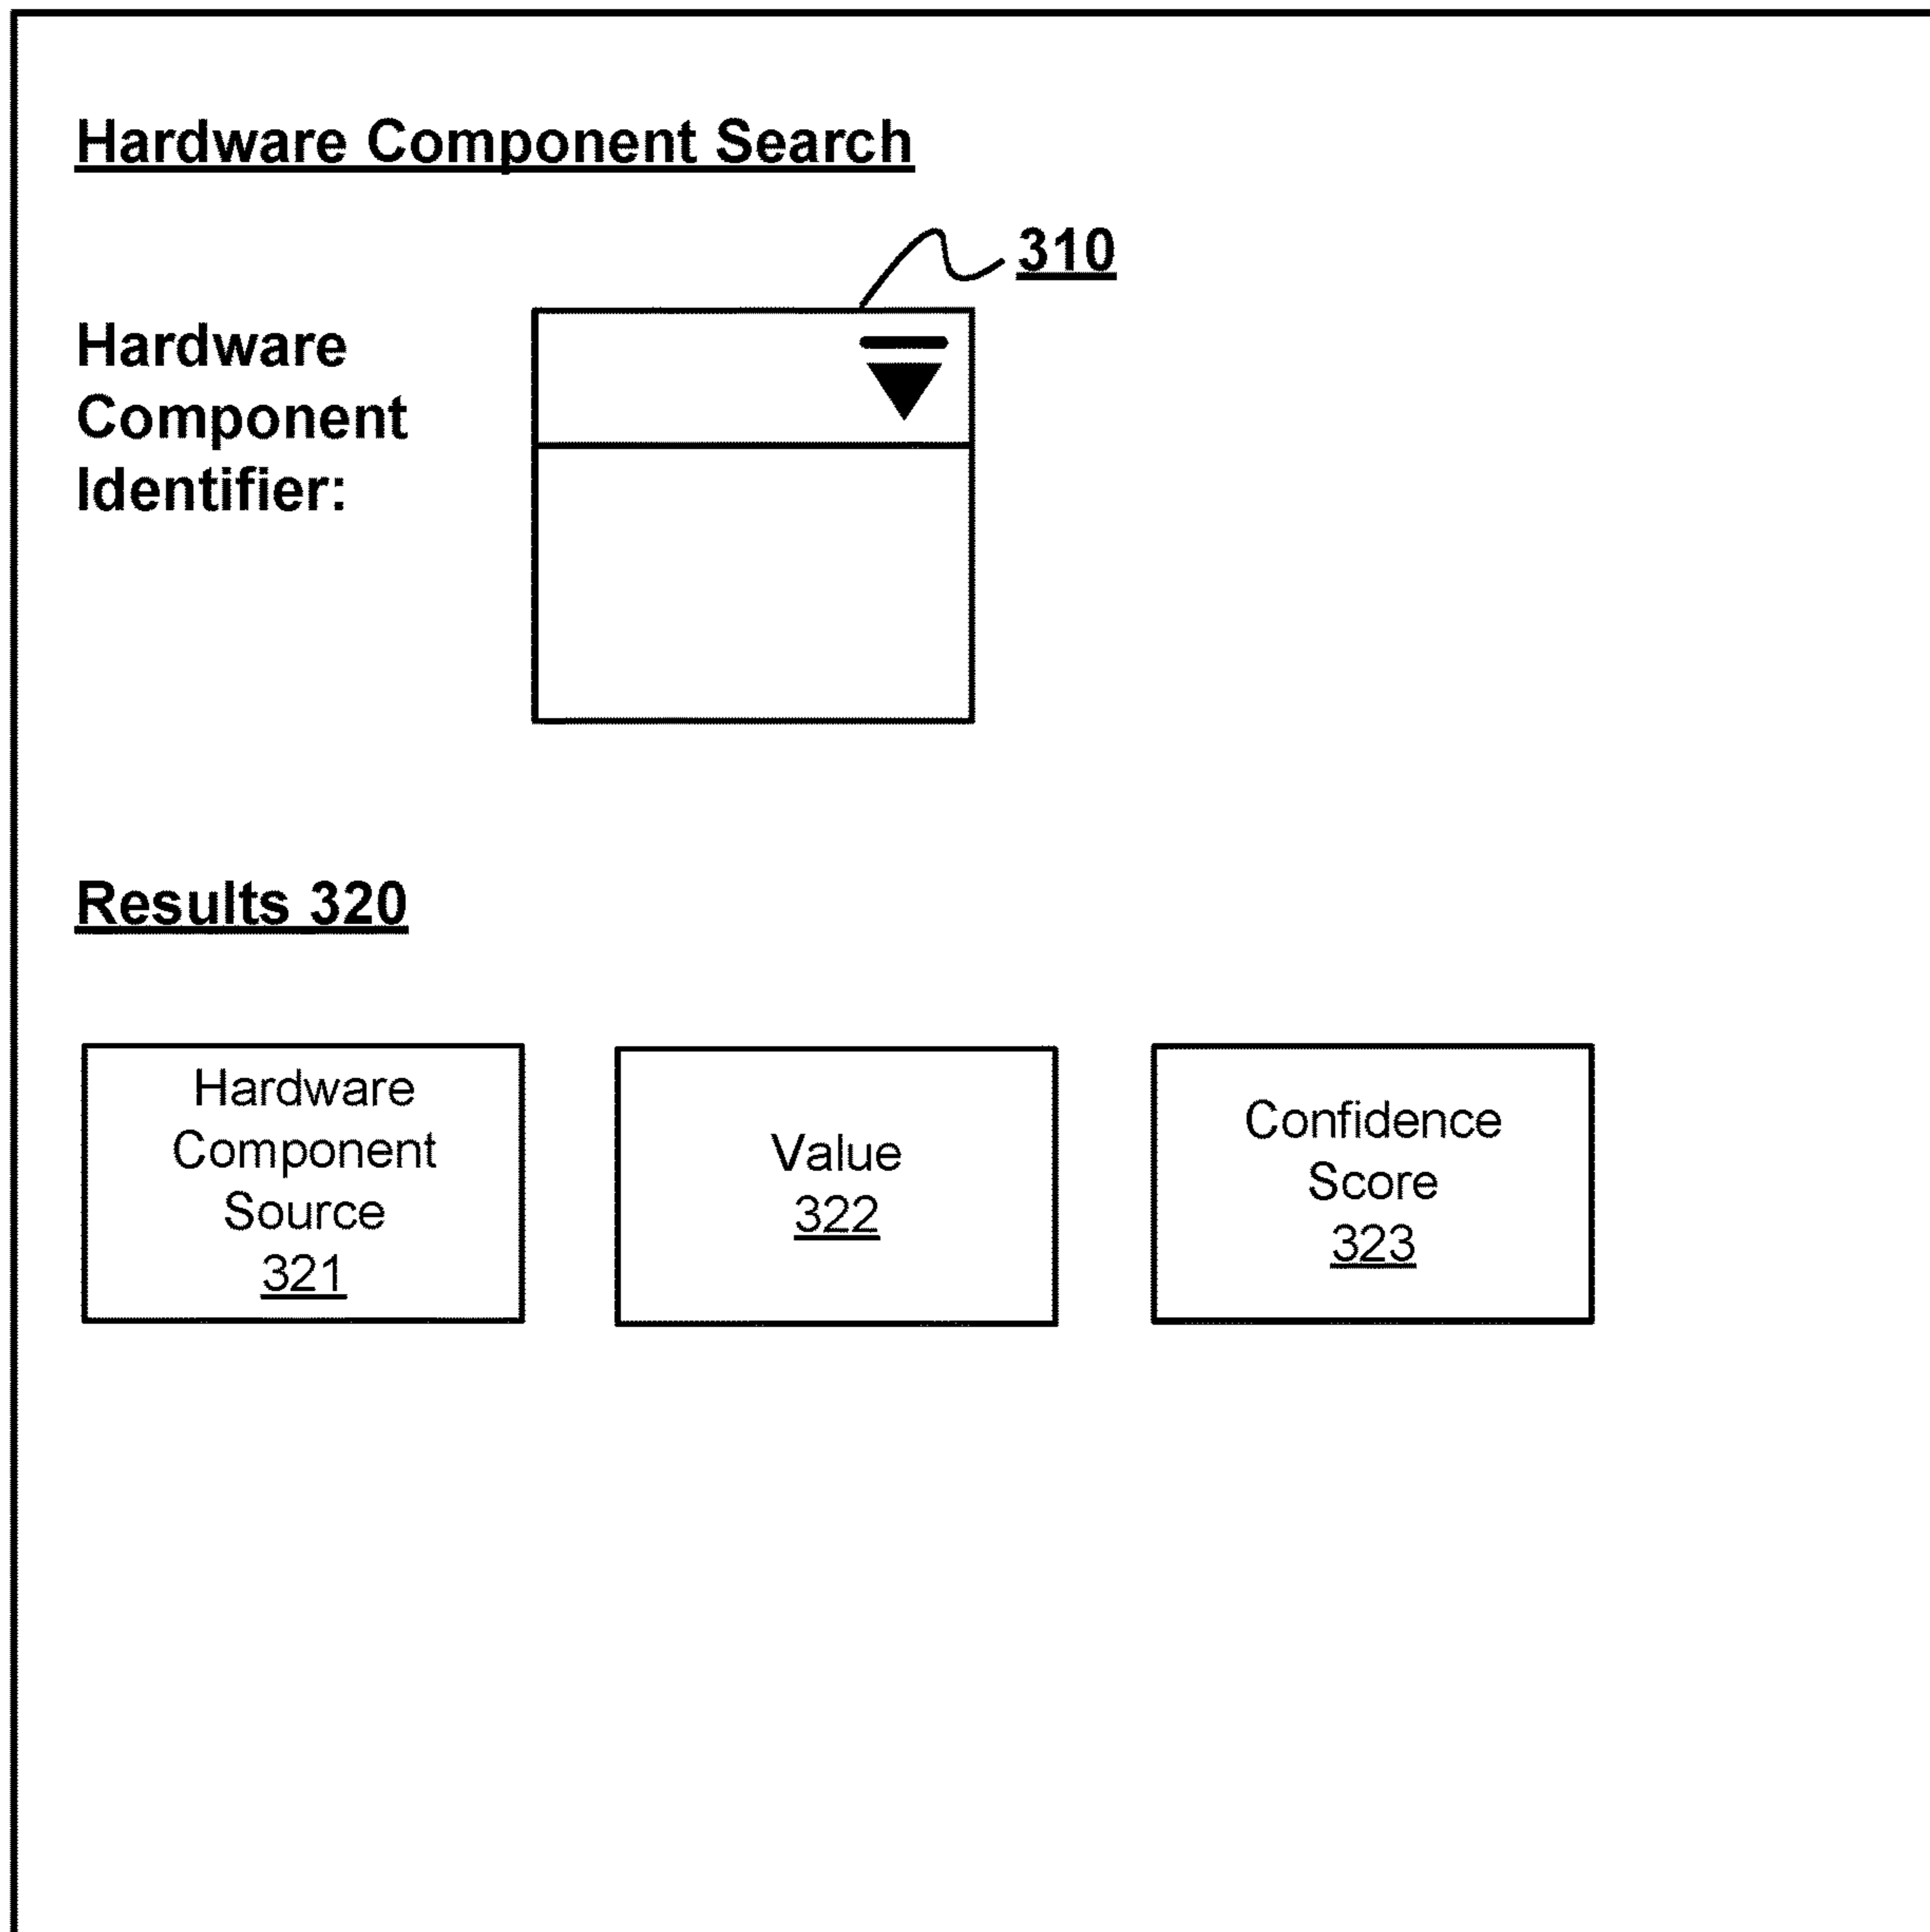 Hardware Component Search
310
Hardware
Component
Identifier:
Results 320
Hardware
Component
Source
321
Value
322
Confidence
Score
323